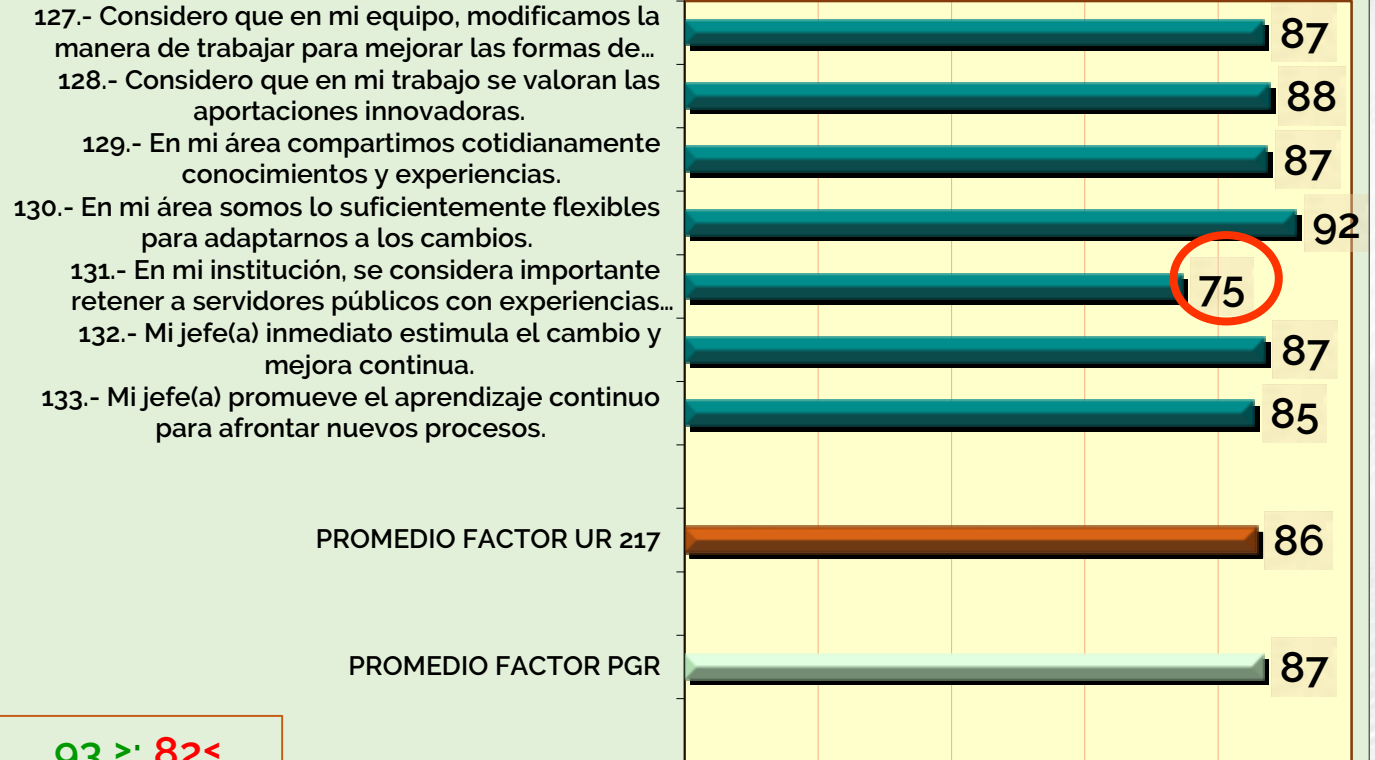 127.- Considero que en mi equipo, modificamos la
manera de trabajar para mejorar las formas de…
87
128.- Considero que en mi trabajo se valoran las
aportaciones innovadoras.
88
129.- En mi área compartimos cotidianamente
conocimientos y experiencias.
87
130.- En mi área somos lo suficientemente flexibles
para adaptarnos a los cambios.
92
131.- En mi institución, se considera importante
retener a servidores públicos con experiencias…
75
132.- Mi jefe(a) inmediato estimula el cambio y
mejora continua.
87
133.- Mi jefe(a) promueve el aprendizaje continuo
para afrontar nuevos procesos.
85
PROMEDIO FACTOR UR 217
86
PROMEDIO FACTOR PGR
87
93 >; 82<